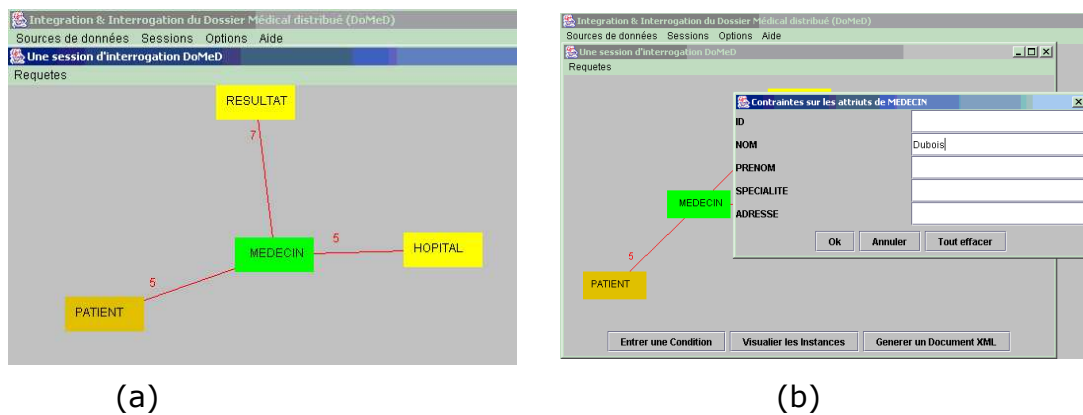 Integration & Interrogation du Dossier Médical distribué (DoMeD)
Sources de données Sessions Options Aide
Une session d'interrogation DoMeD
Requetes
RESULTAT
7
MEDECIN
5
HOPITAL
5
PATIENT
(a)
Integration & Interrogation du Dossier Médical distribué (DoMeD)
Sources de données Sessions Options Aide
Une session d'interrogation DoMeD
Requetes
Contraintes sur les attriuts de MEDECIN
ID
NOM Dubois
PRENOM
SPECIALITE
ADRESSE
Ok Annuler Tout effacer
MEDECIN
5
PATIENT
Entrer une Condition Visualier les Instances Generer un Document XML
(b)